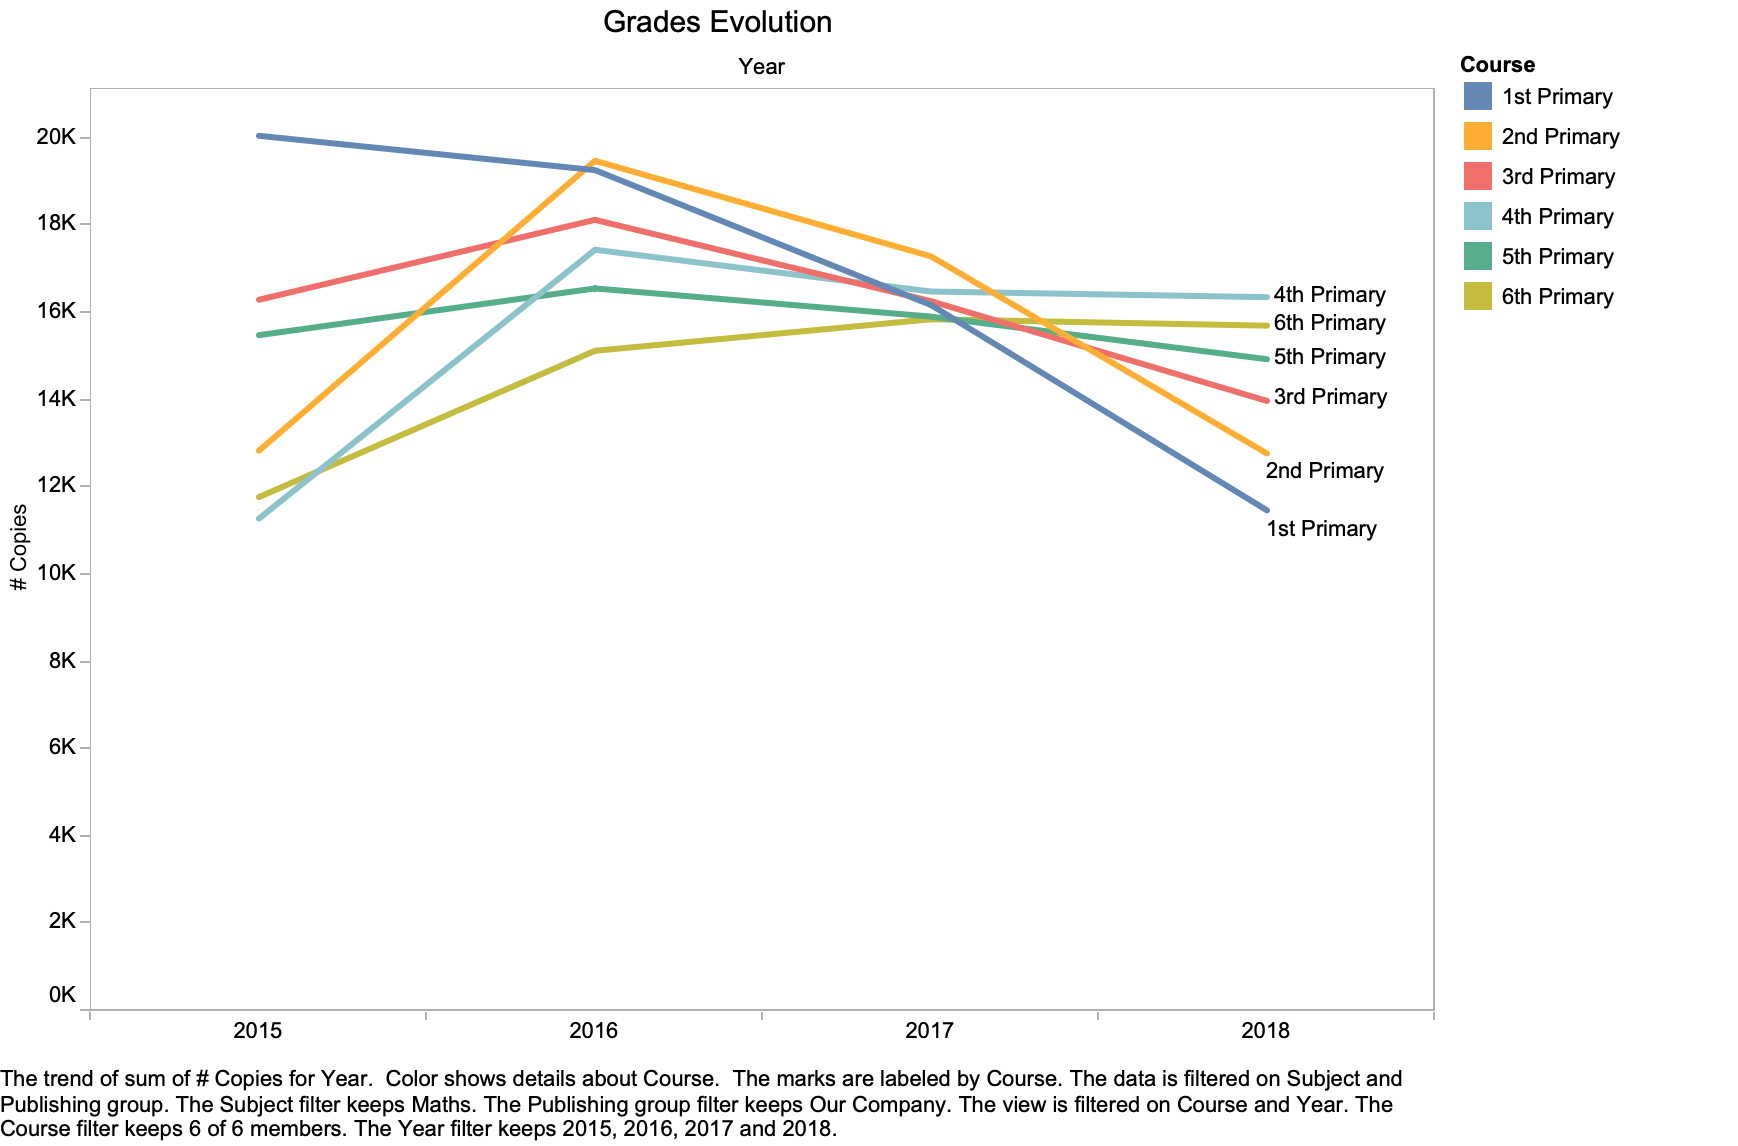 Grades Evolution
Year
Course
1st Primary
2nd Primary
3rd Primary
4th Primary
5th Primary
6th Primary
20K
18K
16K
14K
12K
10K
8K
6K
4K
2K
0K
# Copies
4th Primary
6th Primary
5th Primary
3rd Primary
2nd Primary
1st Primary
2015
2016
2017
2018
The trend of sum of # Copies for Year.  Color shows details about Course.  The marks are labeled by Course. The data is filtered on Subject and
Publishing group. The Subject filter keeps Maths. The Publishing group filter keeps Our Company. The view is filtered on Course and Year. The
Course filter keeps 6 of 6 members. The Year filter keeps 2015, 2016, 2017 and 2018.